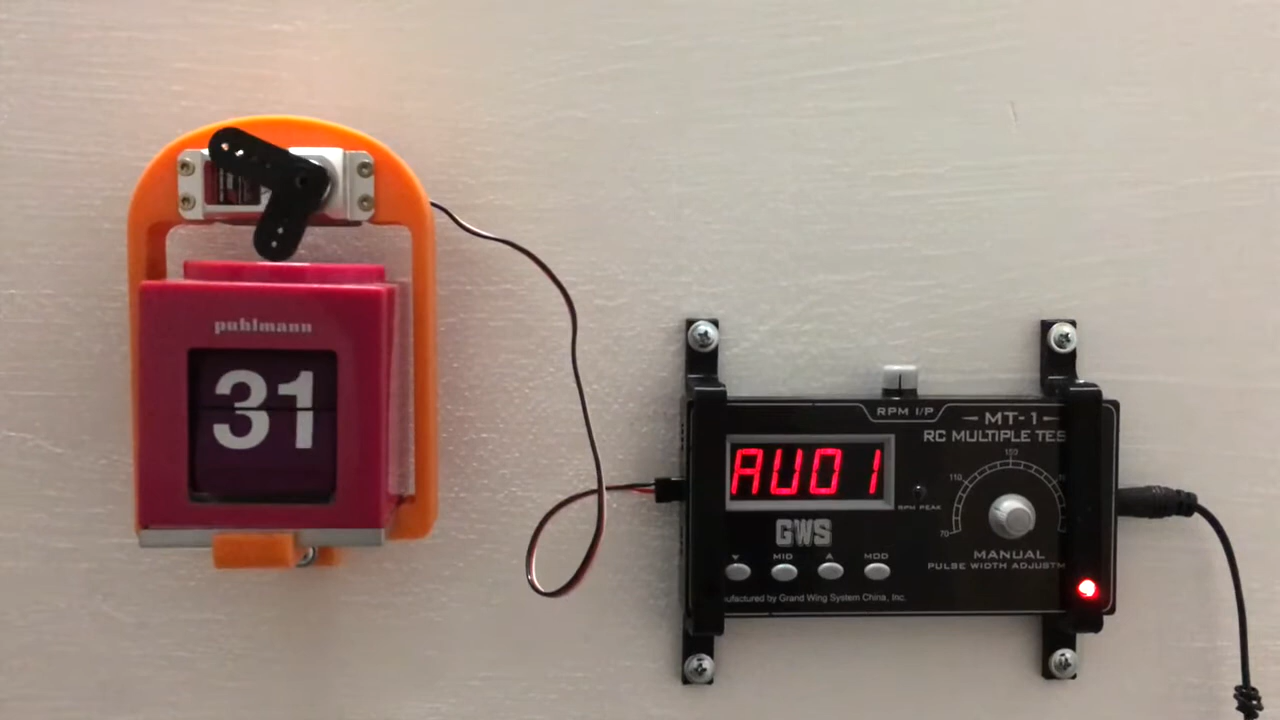 puhlmann
31
RPM I/P
MT-1
RC MULTIPLE TES
AU01
RPM PEAK
150
110
70
GWS
MID
MOD
MANUAL
PULSE WIDTH ADJUSTM
ufactured by Grand Wing System China, Inc.